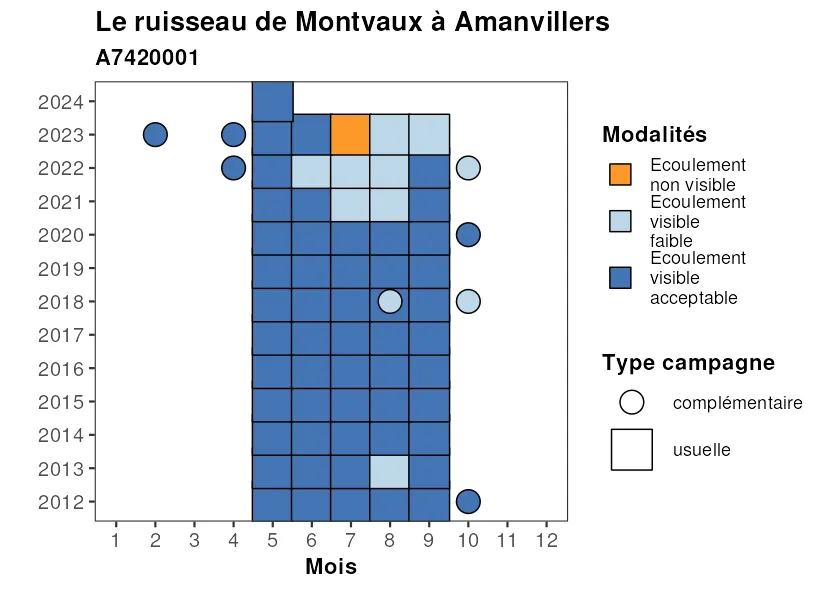 Le ruisseau de Montvaux à Amanvillers
A7420001
2024
2023
2022
2021
2020
2019
2018
2017
2016
2015
2014
2013
2012
1 2 3 4 5 6 7 8 9 10 11 12
Mois
Modalités
Ecoulement
non visible
Ecoulement
visible
faible
Ecoulement
visible
acceptable
Type campagne
complémentaire
usuelle